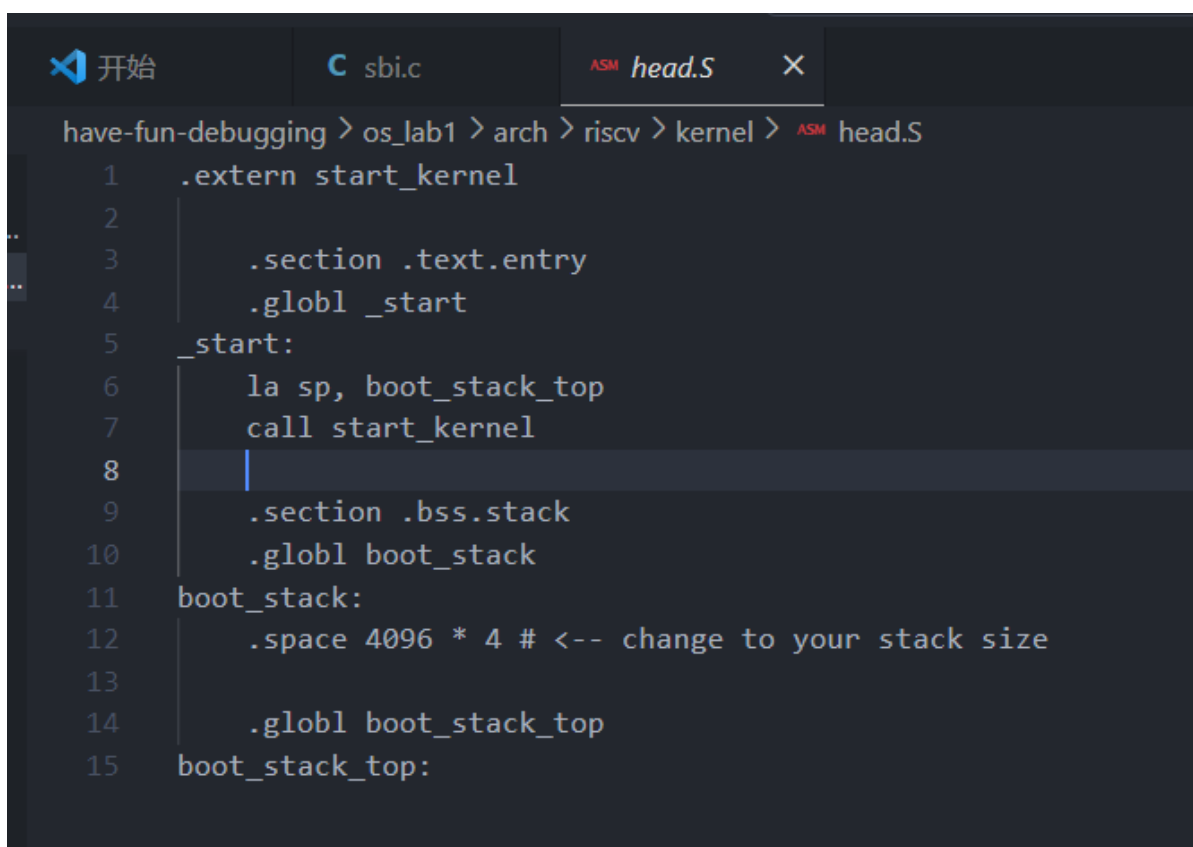 开始 C sbi.c ASM head.S ×
have-fun-debugging > os_lab1 > arch > riscv > kernel > ASM head.S
1 .extern start_kernel
2
3 .section .text.entry
4 .globl _start
5 _start:
6 la sp, boot_stack_top
7 call start_kernel
8
9 .section .bss.stack
10 .globl boot_stack
11 boot_stack:
12 .space 4096 * 4 # <-- change to your stack size
13
14 .globl boot_stack_top
15 boot_stack_top: